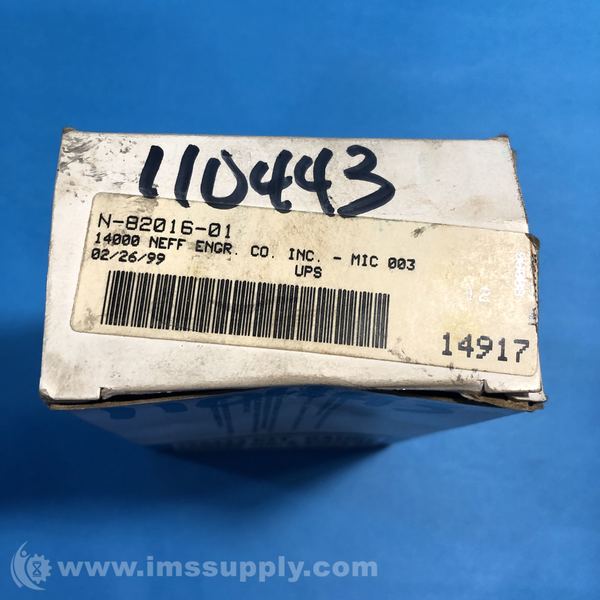 110443
N-82016-01
14000 NEFF ENGR. CO. INC. - MIC 003
02/26/99 UPS
14917
www.imssupply.com